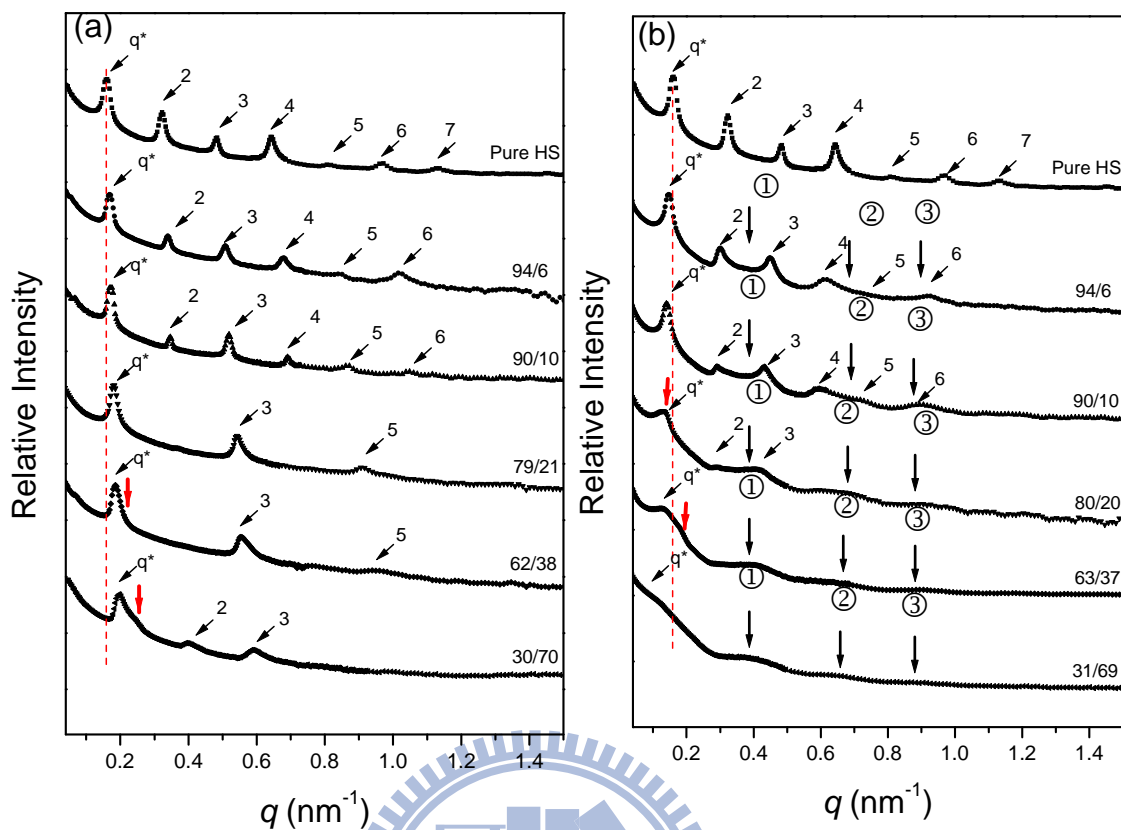 (a)
q*
2
3
4
5
6
7
Pure HS
q*
2
3
4
5
6
94/6
q*
2
3
4
5
6
90/10
q*
3
5
79/21
q*
3
5
62/38
q*
2
3
30/70
0.2 0.4 0.6 0.8 1.0 1.2 1.4
q (nm⁻¹)
Relative Intensity
(b)
q*
2
3
4
5
6
7
Pure HS
① ② ③
q*
2
3
4
5
6
94/6
① ② ③
q*
2
3
4
5
6
90/10
① ② ③
q*
2
3
80/20
① ② ③
q*
63/37
① ② ③
q*
31/69
0.2 0.4 0.6 0.8 1.0 1.2 1.4
q (nm⁻¹)
Relative Intensity